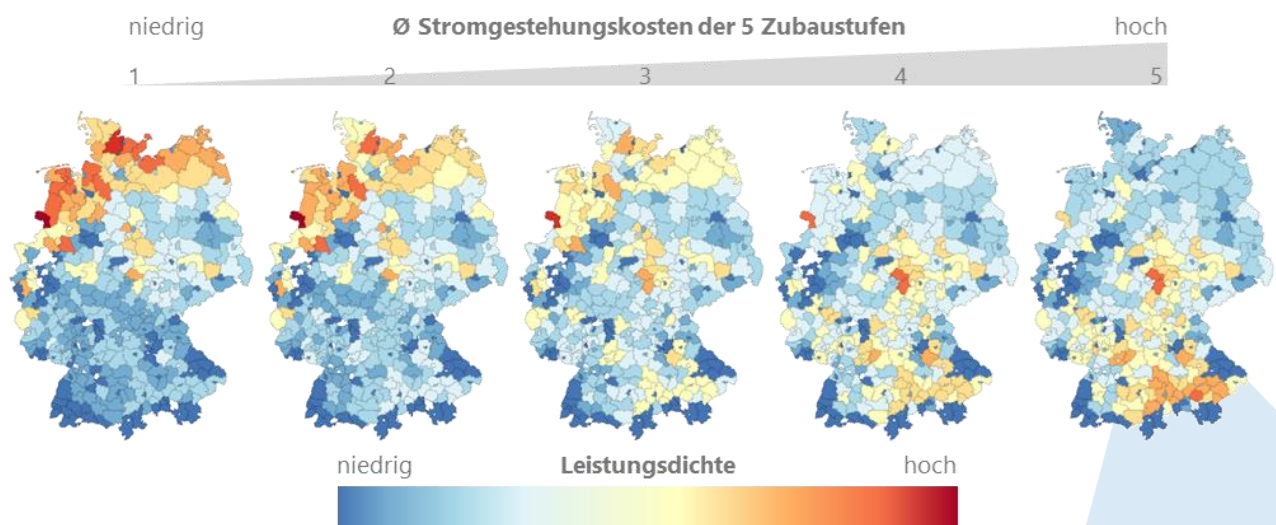 niedrig Ø Stromgestehungskosten der 5 Zubaustufen hoch
1 2 3 4 5
niedrig Leistungsdichte hoch